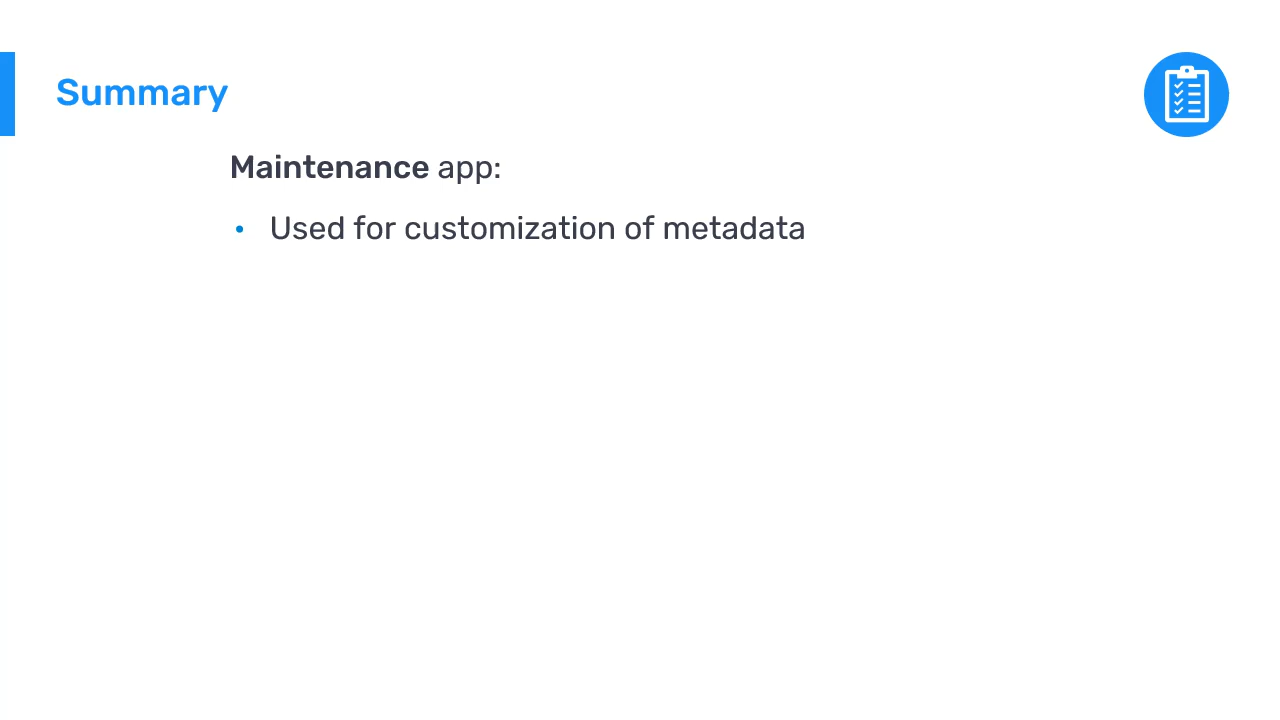 Summary
Maintenance app:
• Used for customization of metadata